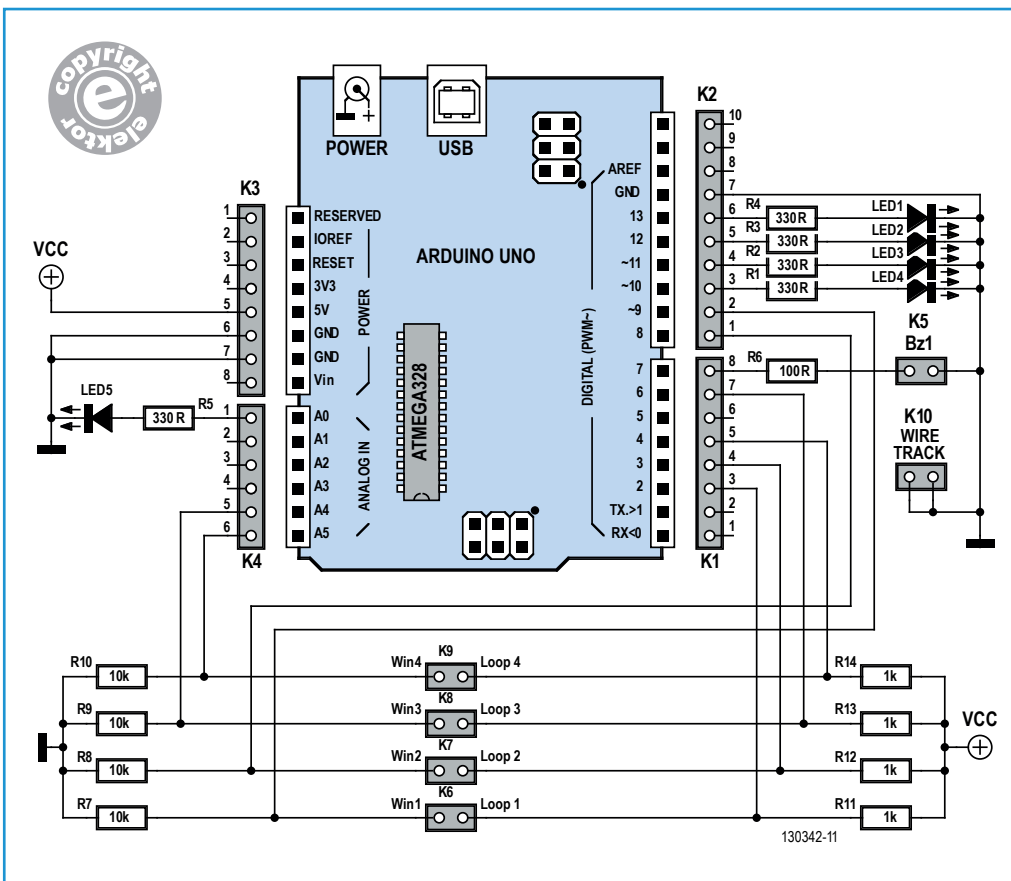 copyright
e
elektor
POWER
USB
K2
10
9
8
7
6
5
4
3
2
1
AREF
GND
13
12
~11
~10
~9
8
K3
1
2
3
4
5
6
7
8
RESERVED
IOREF
RESET
3V3
5V
GND
GND
Vin
POWER
ARDUINO UNO
VCC
R4
330R
LED1
R3
330R
LED2
R2
330R
LED3
R1
330R
LED4
DIGITAL (PWM~)
K5
Bz1
R6
100R
7
6
5
4
3
2
TX.>1
RX<0
8
7
6
5
4
3
2
1
K1
K10
WIRE
TRACK
LED5
R5
330 R
1
2
3
4
5
6
K4
A0
A1
A2
A3
A4
A5
ANALOG IN
ATMEGA328
R10
10k
Win4
K9
Loop 4
R14
1k
R9
10k
Win3
K8
Loop 3
R13
1k
VCC
R8
10k
Win2
K7
Loop 2
R12
1k
R7
10k
Win1
K6
Loop 1
R11
1k
130342-11